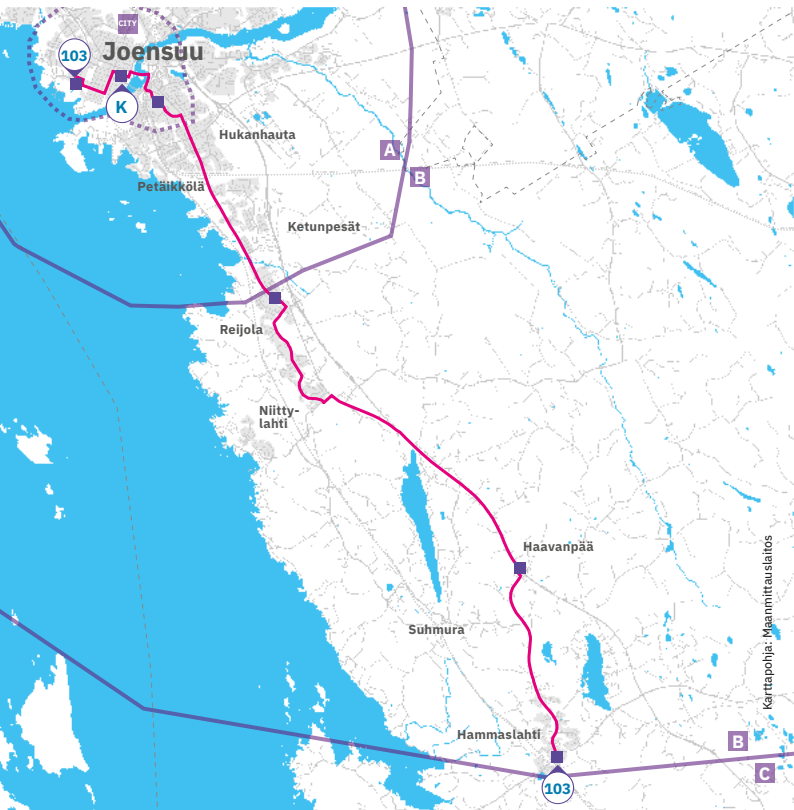 CITY
Joensuu
103
K
Hukanhauta
A
B
Petäikkölä
Ketunpesät
Reijola
Niitty-
lahti
Haavanpää
Karttapohja: Maanmittauslaitos
Suhmura
Hammaslahti
B
C
103